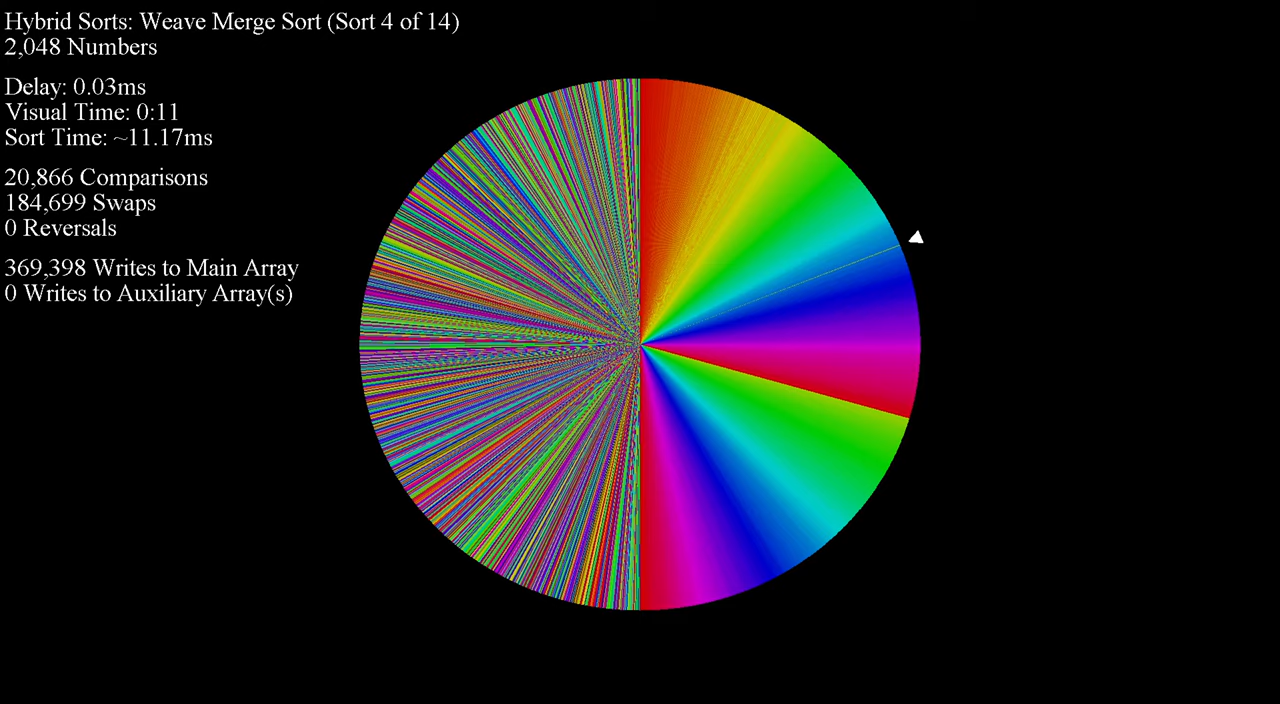 Hybrid Sorts: Weave Merge Sort (Sort 4 of 14)
2,048 Numbers
Delay: 0.03ms
Visual Time: 0:11
Sort Time: ~11.17ms
20,866 Comparisons
184,699 Swaps
0 Reversals
369,398 Writes to Main Array
0 Writes to Auxiliary Array(s)